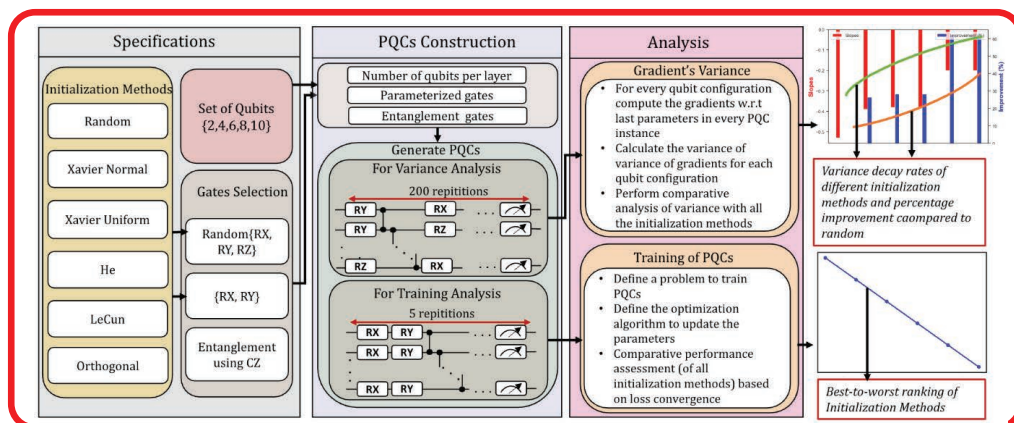 Specifications
Initialization Methods
Random
Xavier Normal
Xavier Uniform
He
LeCun
Orthogonal
Set of Qubits
{2,4,6,8,10}
Gates Selection
Random{RX,
RY, RZ}
{RX, RY}
Entanglement
using CZ
PQCs Construction
Number of qubits per layer
Parameterized gates
Entanglement gates
Generate PQCs
For Variance Analysis
200 repititions
RY
RX
...
RY
RZ
...
RZ
RX
...
For Training Analysis
5 repititions
RX
RY
...
RX
RY
...
RX
RY
...
Analysis
Gradient's Variance
• For every qubit configuration
compute the gradients w.r.t
last parameters in every PQC
instance
• Calculate the variance of
variance of gradients for each
qubit configuration
• Perform comparative
analysis of variance with all
the initialization methods
Training of PQCs
• Define a problem to train
PQCs
• Define the optimization
algorithm to update the
parameters
• Comparative performance
assessment (of all
initialization methods) based
on loss convergence
Slopes
Improvement (%)
Slopes
Improvement (%)
Variance decay rates of
different initialization
methods and percentage
improvement caompared to
random
Best-to-worst ranking of
Initialization Methods